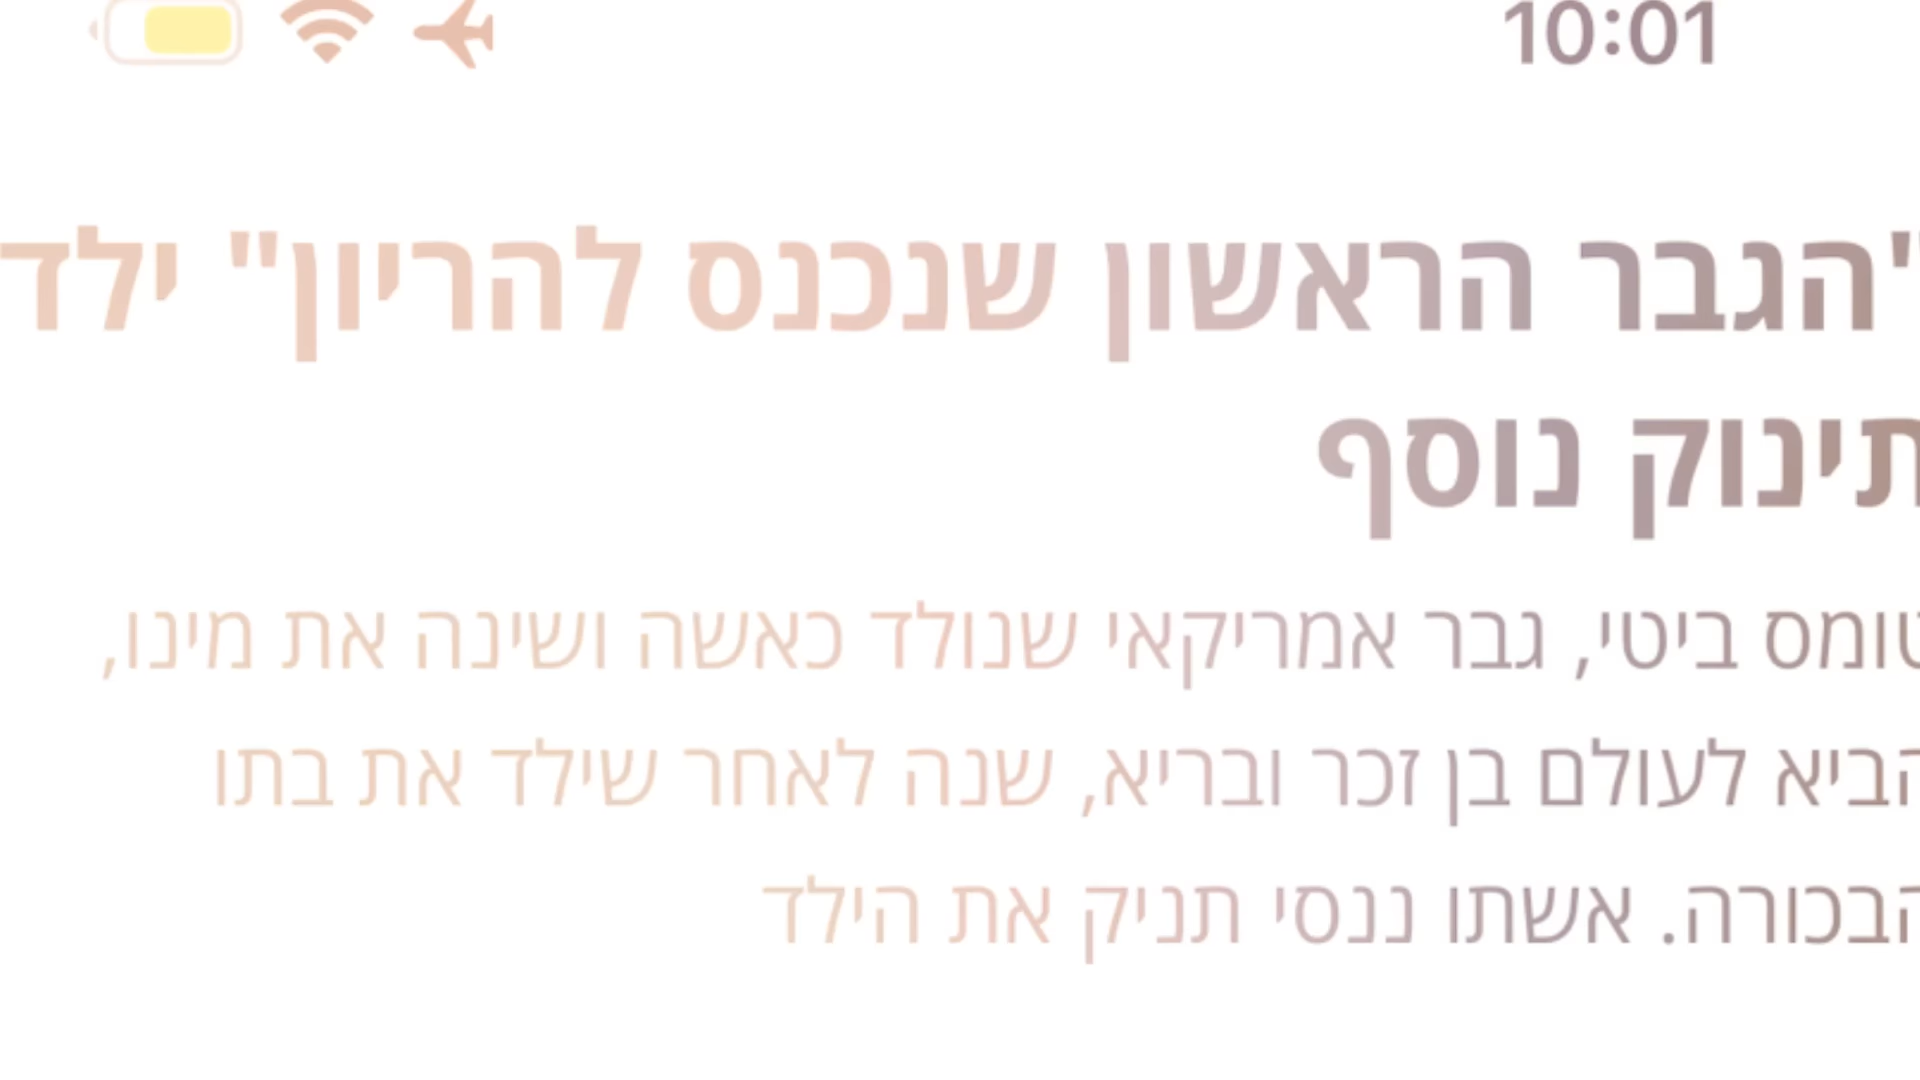 10:01
"הגבר הראשון שנכנס להריון" ילד
תינוק נוסף
טומס ביטי, גבר אמריקאי שנולד כאשה ושינה את מינו,
הביא לעולם בן זכר ובריא, שנה לאחר שילד את בתו
הבכורה. אשתו ננסי תניק את הילד